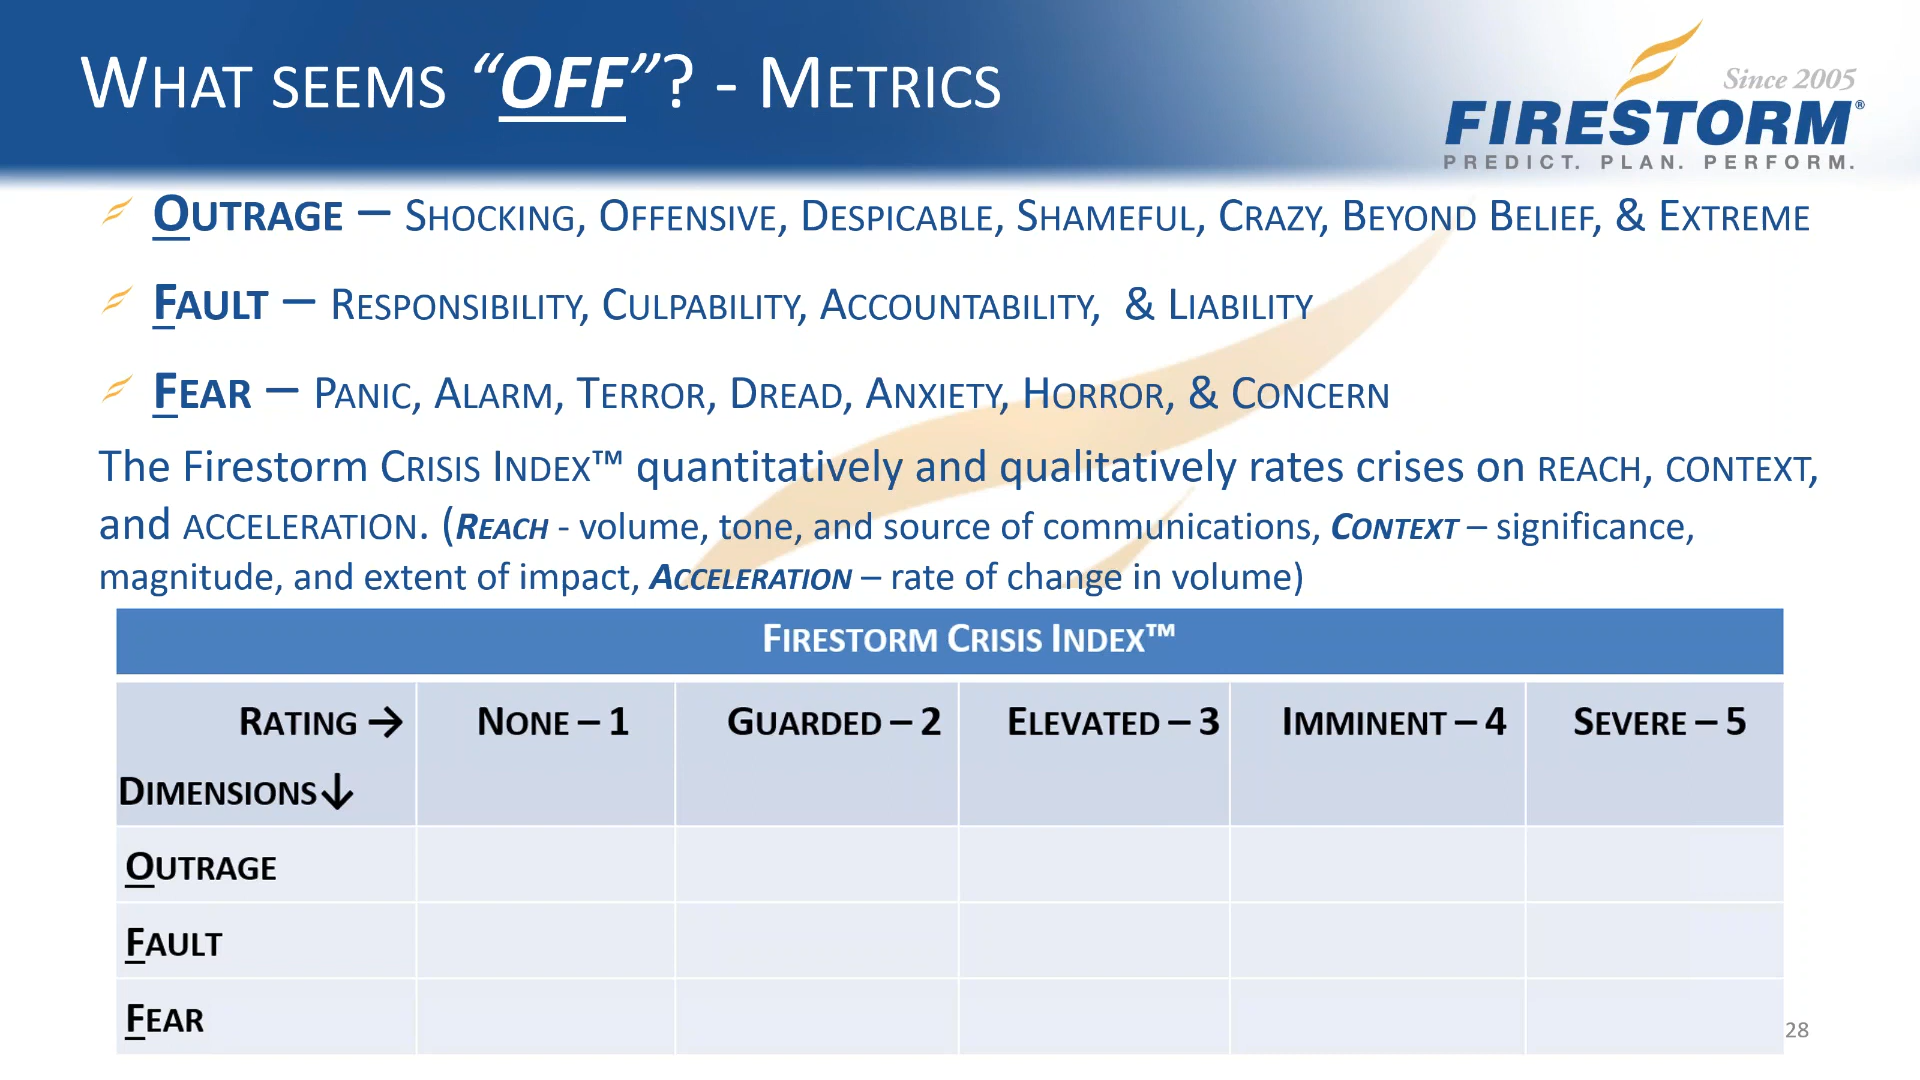 WHAT SEEMS “OFF”? - METRICS
Since 2005
FIRESTORM®
PREDICT. PLAN. PERFORM.
OUTRAGE – SHOCKING, OFFENSIVE, DESPICABLE, SHAMEFUL, CRAZY, BEYOND BELIEF, & EXTREME
FAULT – RESPONSIBILITY, CULPABILITY, ACCOUNTABILITY, & LIABILITY
FEAR – PANIC, ALARM, TERROR, DREAD, ANXIETY, HORROR, & CONCERN
The Firestorm CRISIS INDEX™ quantitatively and qualitatively rates crises on REACH, CONTEXT,
and ACCELERATION. (REACH - volume, tone, and source of communications, CONTEXT – significance,
magnitude, and extent of impact, ACCELERATION – rate of change in volume)
FIRESTORM CRISIS INDEX™
RATING → NONE – 1 GUARDED – 2 ELEVATED – 3 IMMINENT – 4 SEVERE – 5
DIMENSIONS↓
OUTRAGE
FAULT
FEAR
28